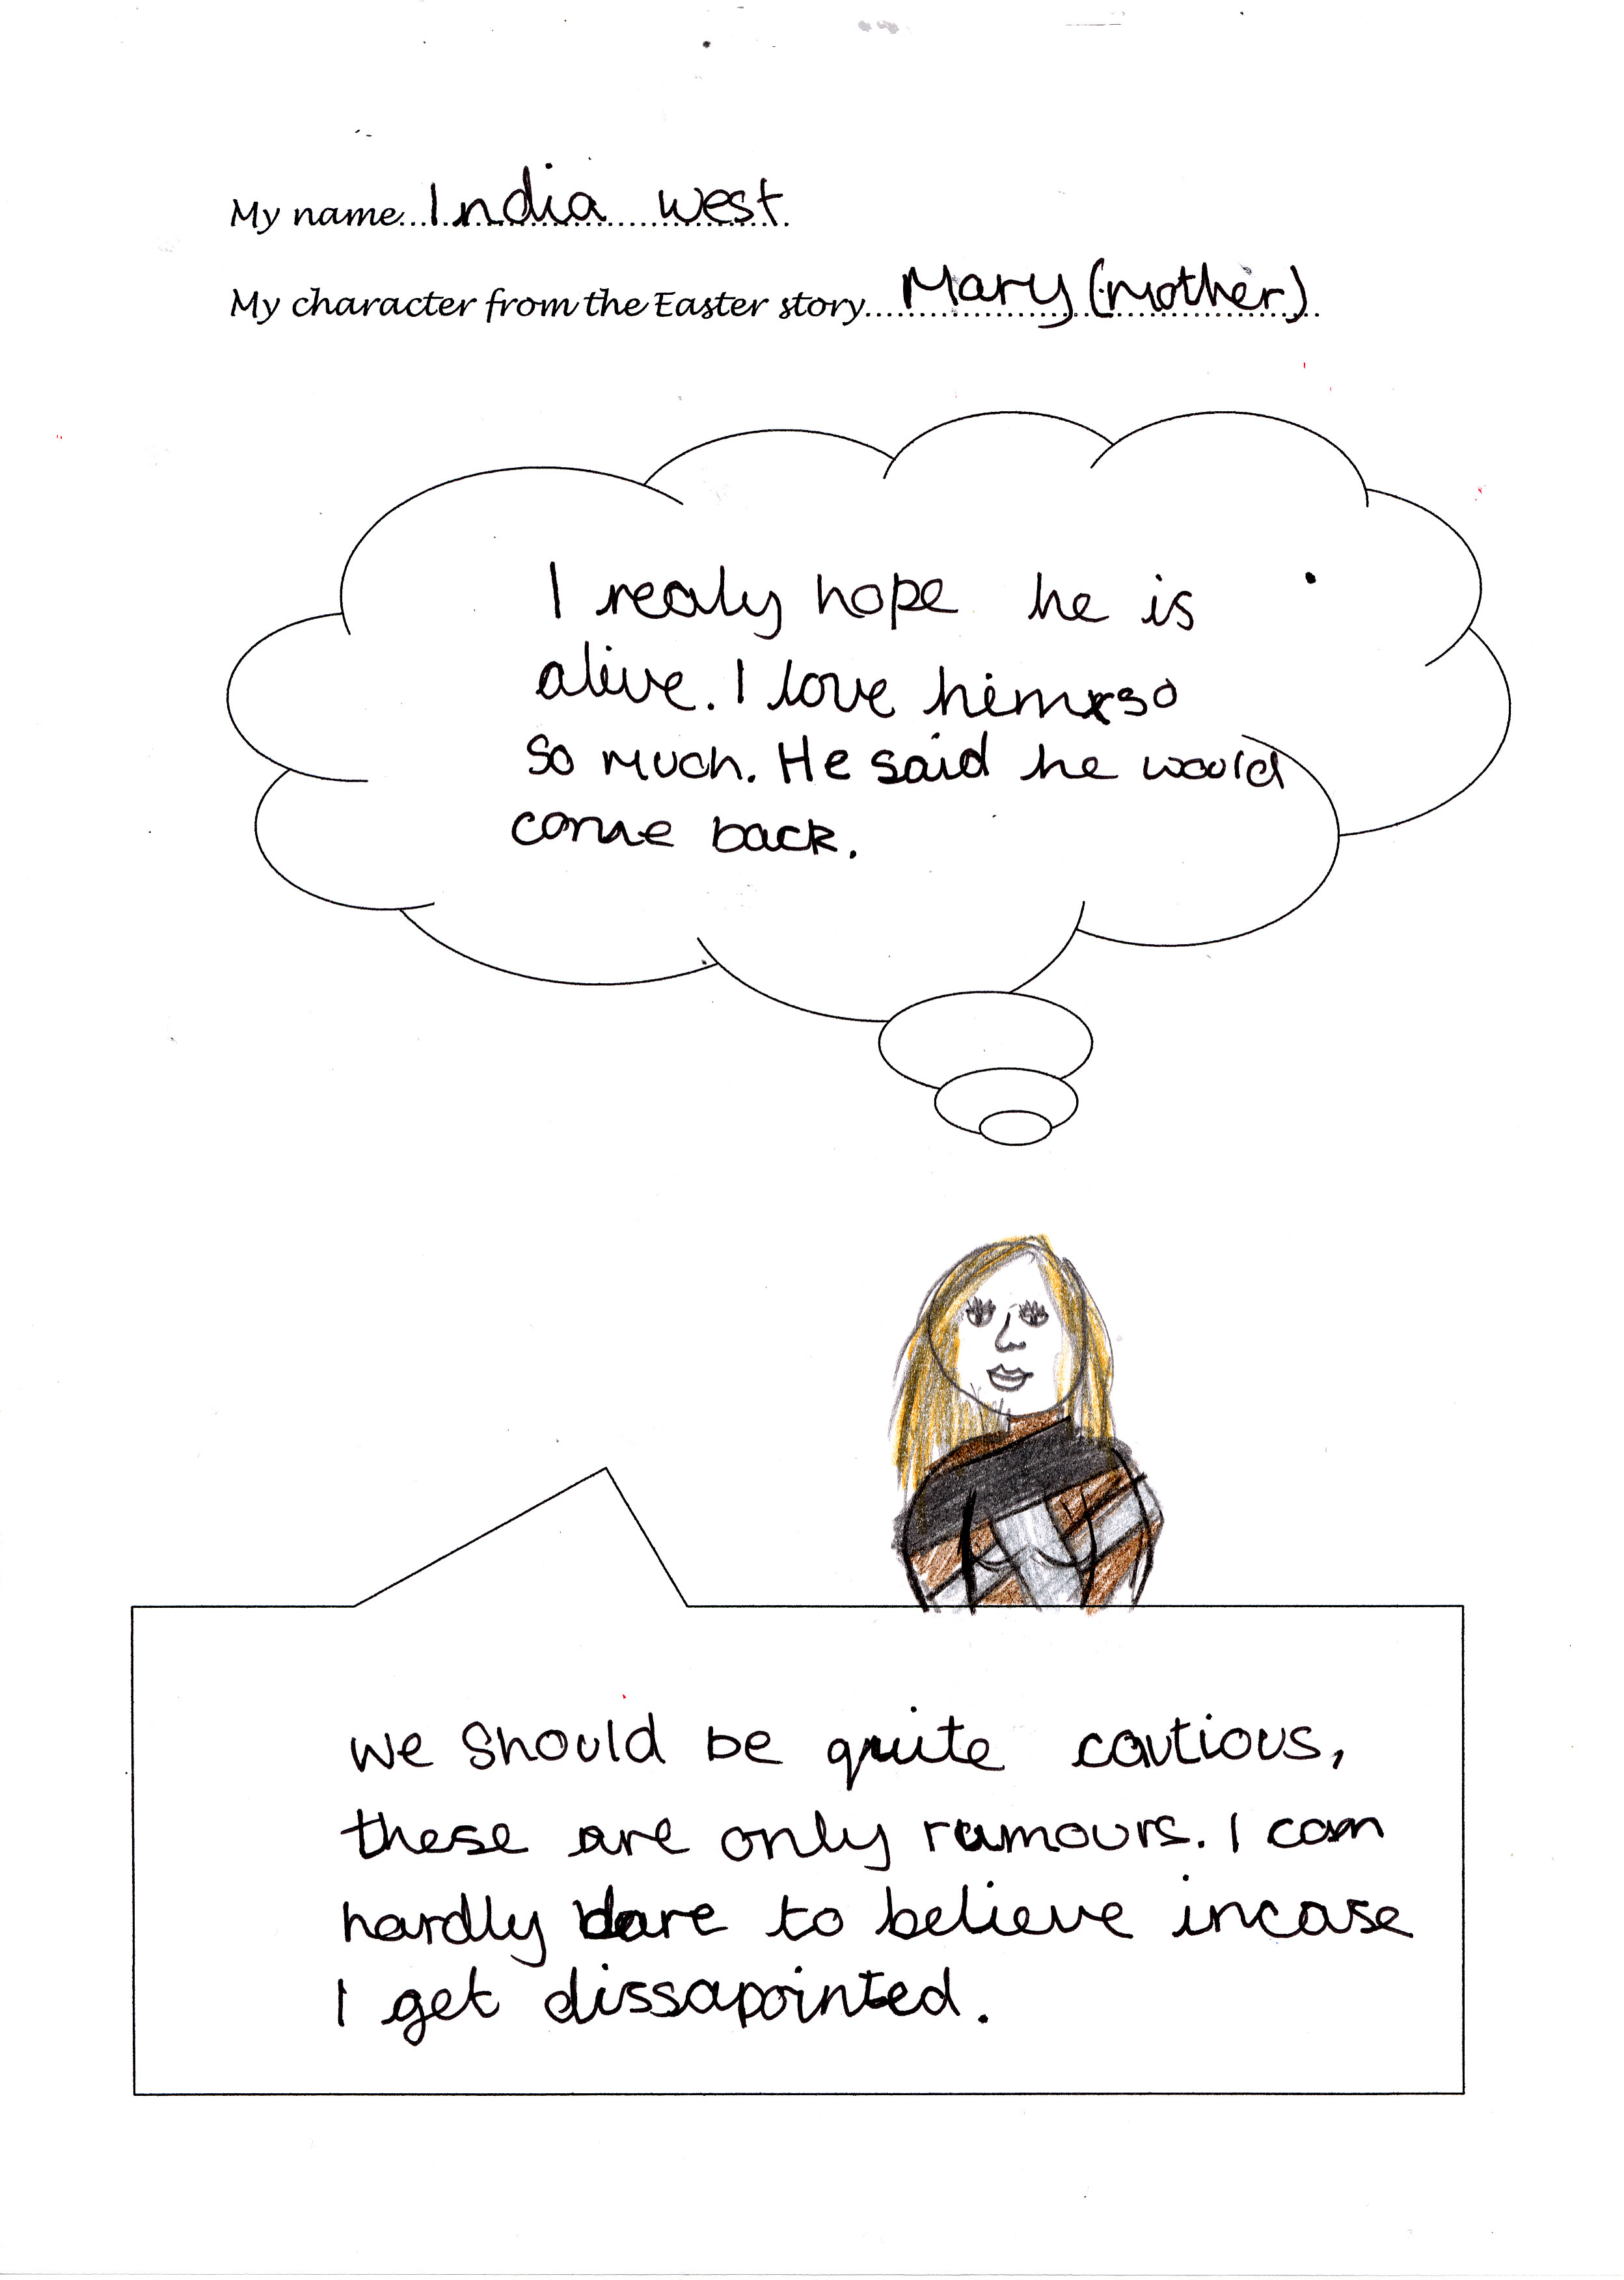 My name...India west
My character from the Easter story...Mary (mother)
I realy hope he is
alive. I love him so
so much. He said he would
come back.
we should be quite cautious,
these are only rumours. I can
hardly dare to believe incase
I get dissapointed.